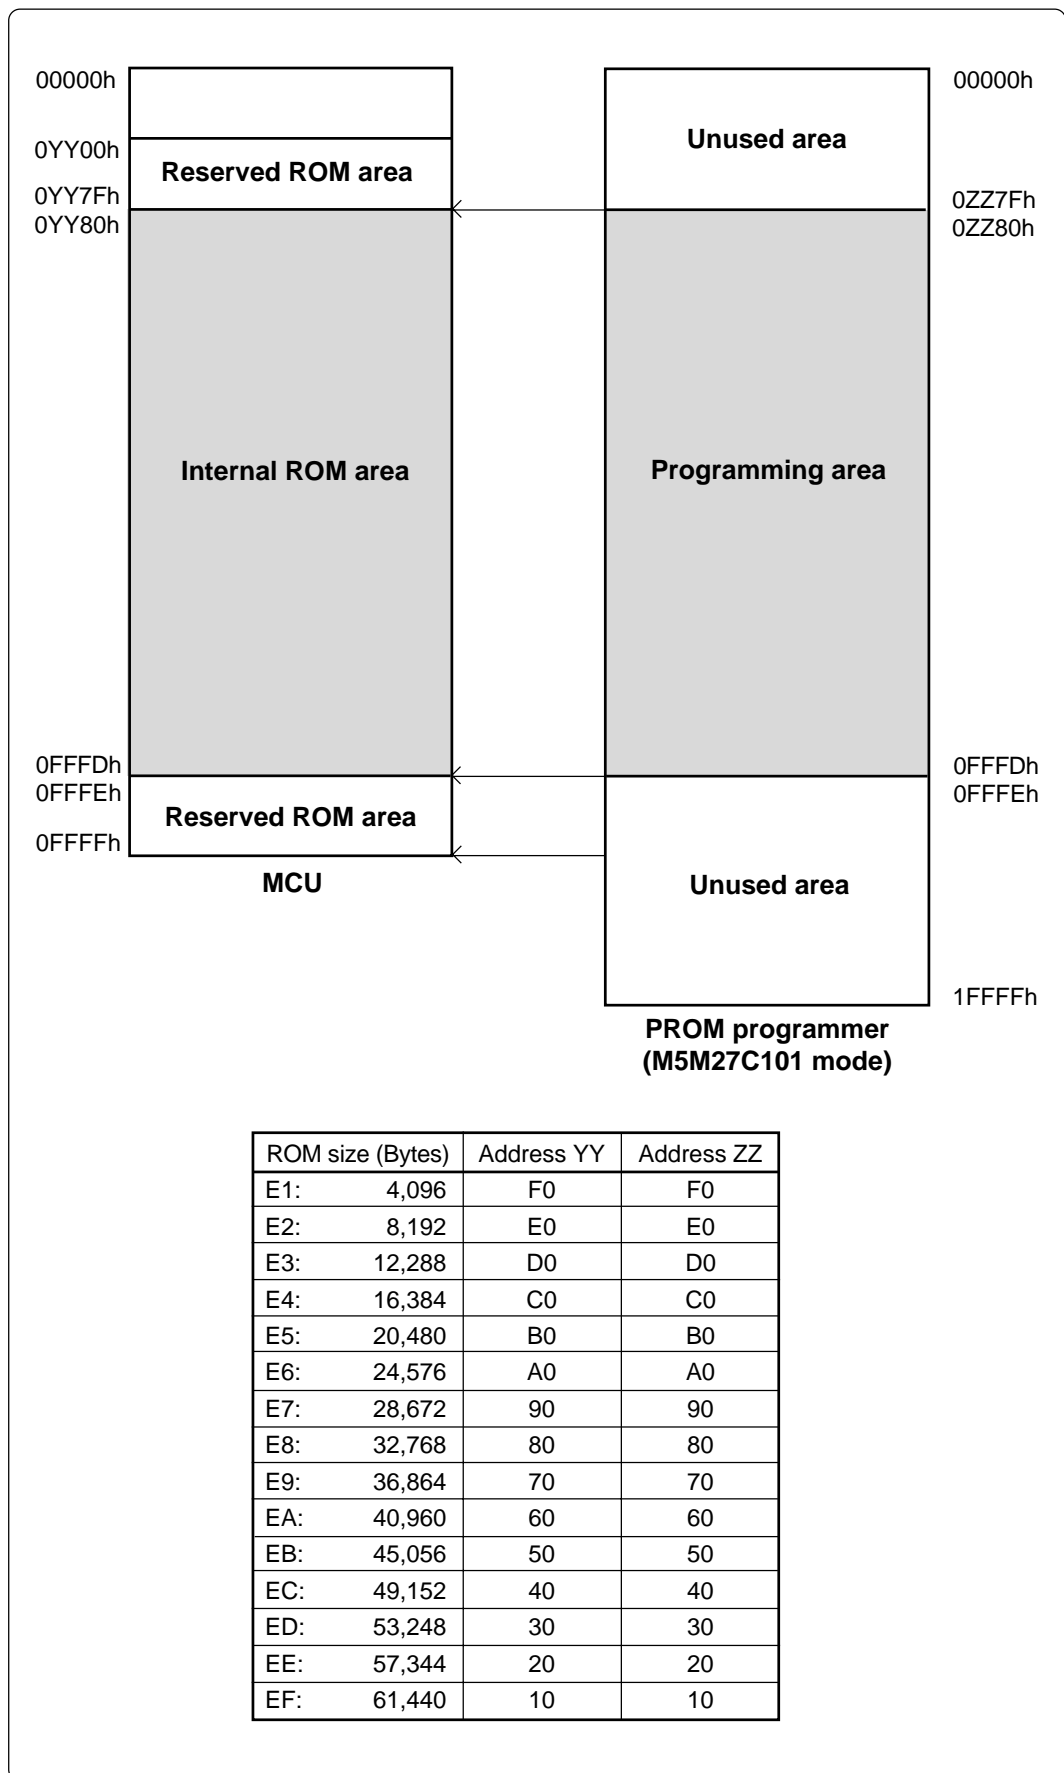 00000h
0YY00h
Reserved ROM area
0YY7Fh
0YY80h
Internal ROM area
0FFFDh
0FFFEh
Reserved ROM area
0FFFFh
MCU
00000h
Unused area
0ZZ7Fh
0ZZ80h
Programming area
0FFFDh
0FFFEh
Unused area
1FFFFh
PROM programmer
(M5M27C101 mode)
ROM size (Bytes) Address YY Address ZZ
E1: 4,096 F0 F0
E2: 8,192 E0 E0
E3: 12,288 D0 D0
E4: 16,384 C0 C0
E5: 20,480 B0 B0
E6: 24,576 A0 A0
E7: 28,672 90 90
E8: 32,768 80 80
E9: 36,864 70 70
EA: 40,960 60 60
EB: 45,056 50 50
EC: 49,152 40 40
ED: 53,248 30 30
EE: 57,344 20 20
EF: 61,440 10 10